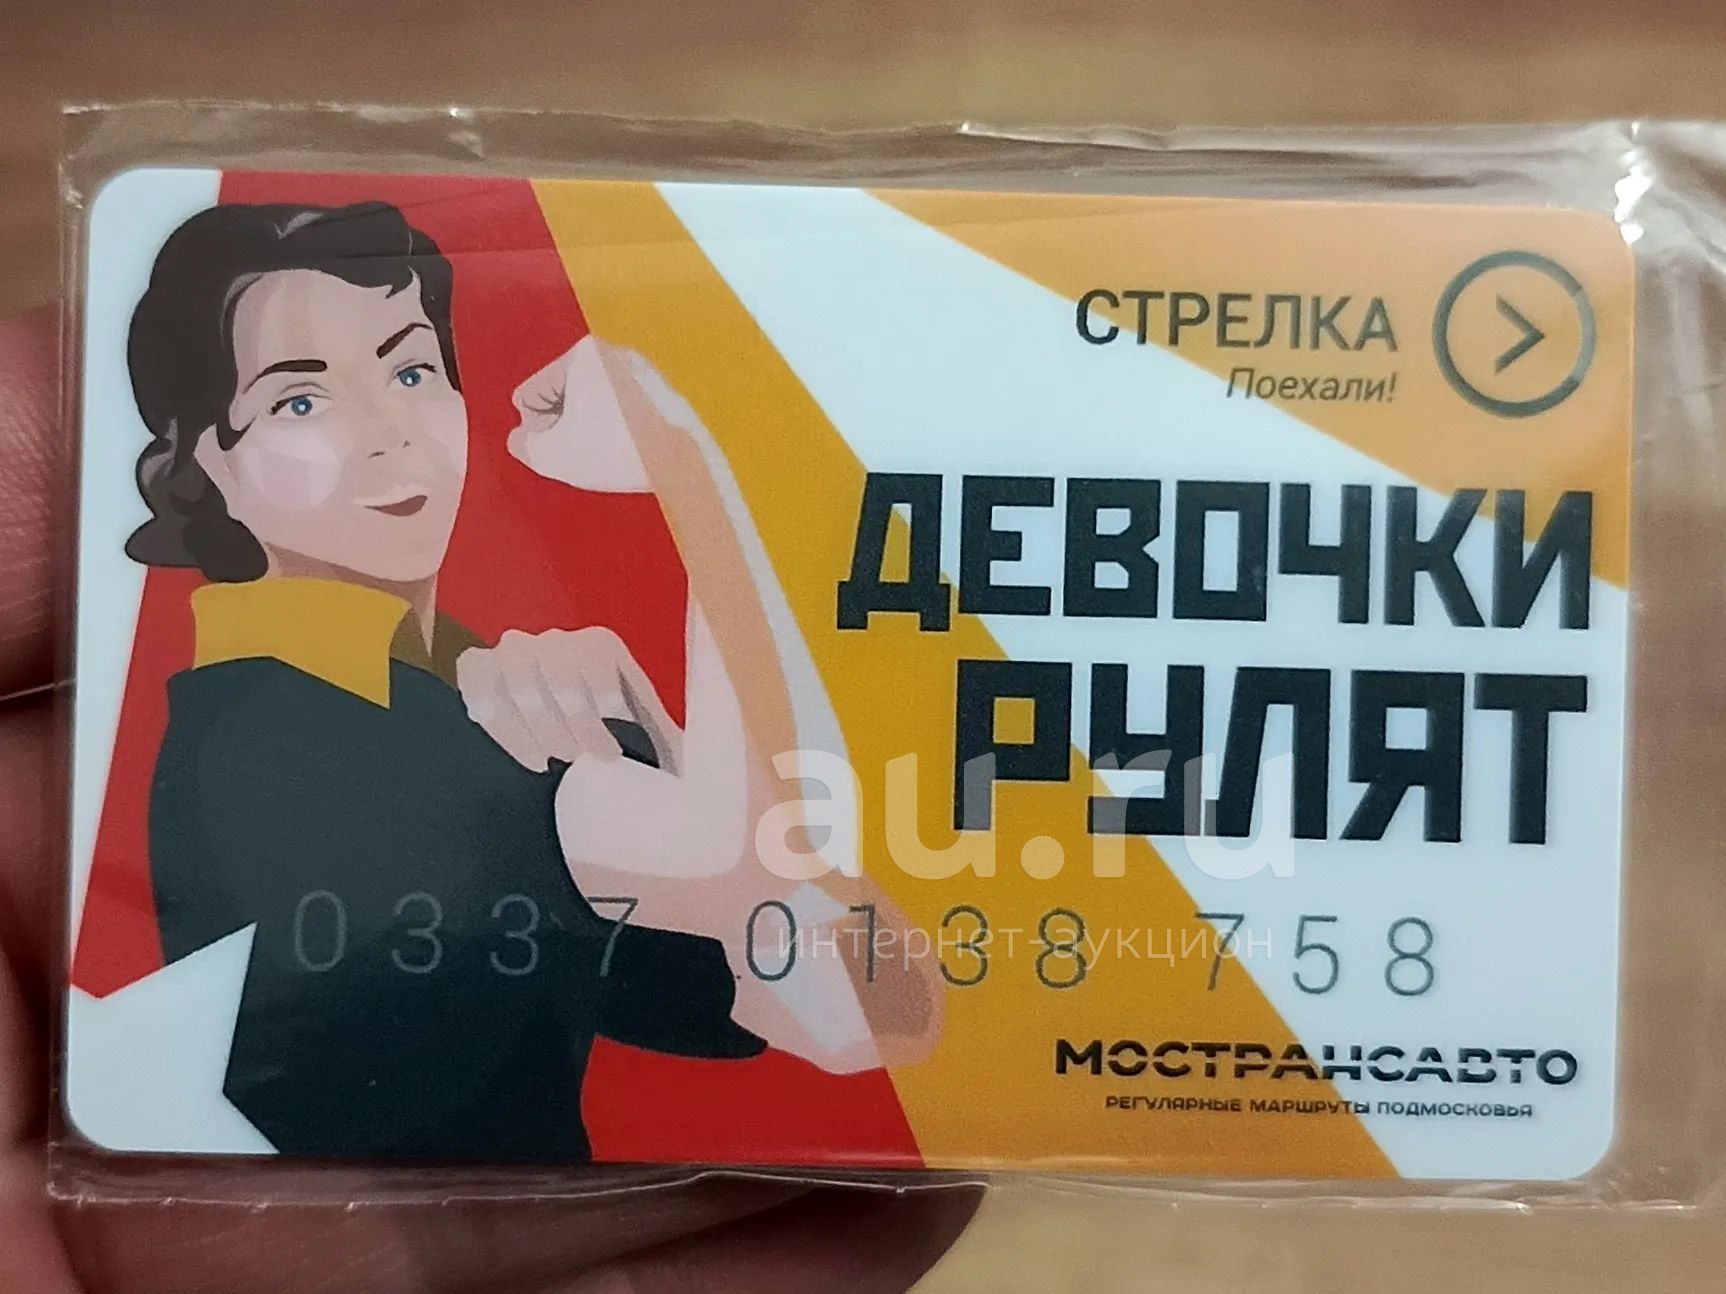 СТРЕЛКА
Поехали!
ДЕВОЧКИ
РУЛЯТ
au.ru
интернет-аукцион
0337 0138 758
МОСТРАНСАВТО
РЕГУЛЯРНЫЕ МАРШРУТЫ ПОДМОСКОВЬЯ